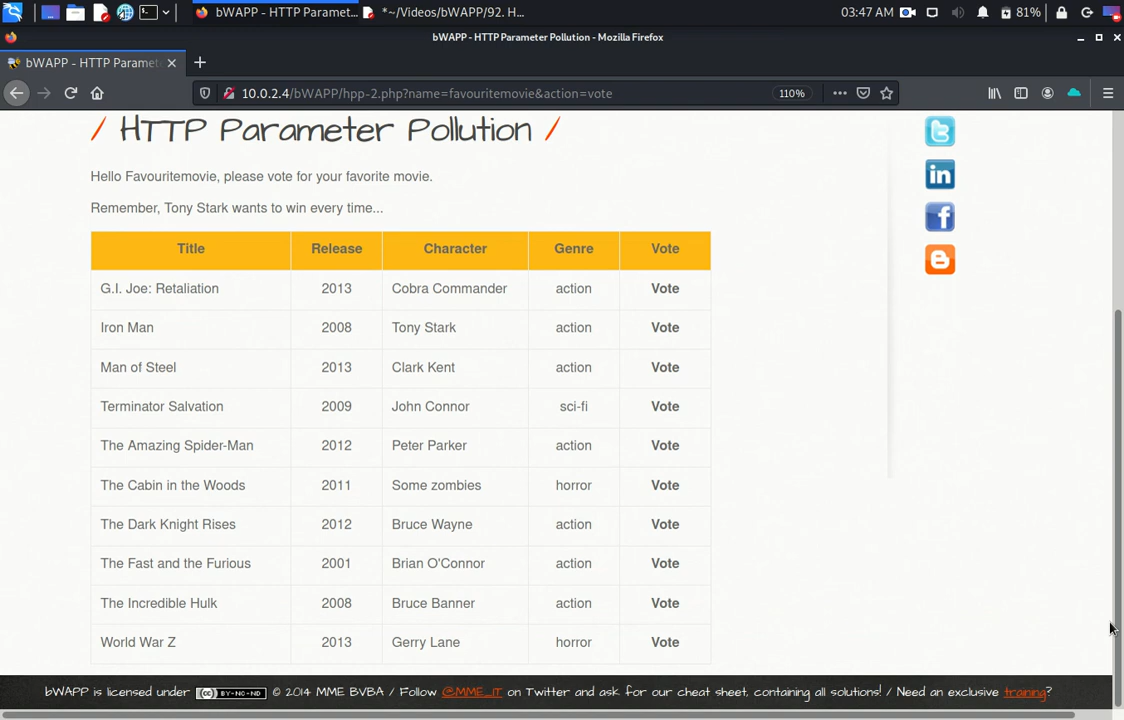 bWAPP - HTTP Paramet... *~/Videos/bWAPP/92. H... 03:47 AM 81%
bWAPP - HTTP Parameter Pollution - Mozilla Firefox
bWAPP - HTTP Paramete
10.0.2.4/bWAPP/hpp-2.php?name=favouritemovie&action=vote 110%
/ HTTP Parameter Pollution /
Hello Favouritemovie, please vote for your favorite movie.
Remember, Tony Stark wants to win every time...
Title Release Character Genre Vote
G.I. Joe: Retaliation 2013 Cobra Commander action Vote
Iron Man 2008 Tony Stark action Vote
Man of Steel 2013 Clark Kent action Vote
Terminator Salvation 2009 John Connor sci-fi Vote
The Amazing Spider-Man 2012 Peter Parker action Vote
The Cabin in the Woods 2011 Some zombies horror Vote
The Dark Knight Rises 2012 Bruce Wayne action Vote
The Fast and the Furious 2001 Brian O'Connor action Vote
The Incredible Hulk 2008 Bruce Banner action Vote
World War Z 2013 Gerry Lane horror Vote
bWAPP is licensed under (cc) BY-NC-ND © 2014 MME BVBA / Follow @MME_IT on Twitter and ask for our cheat sheet, containing all solutions! / Need an exclusive training?